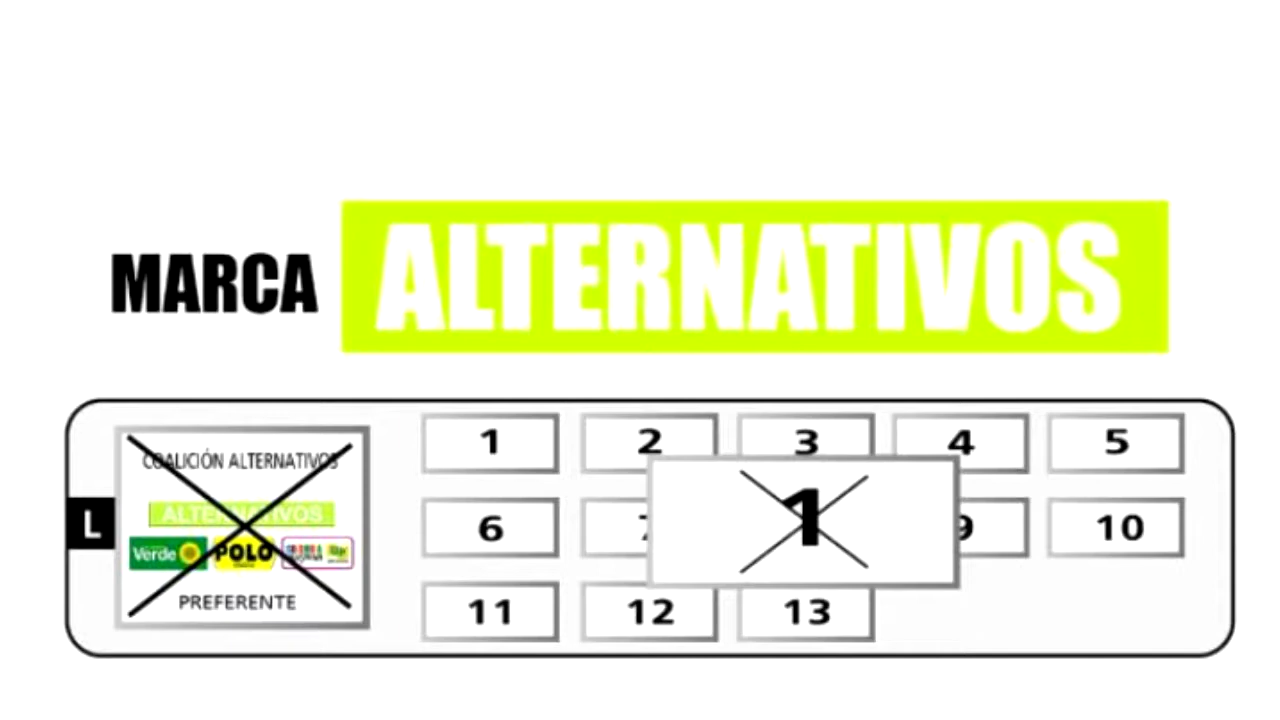 MARCA ALTERNATIVOS
L
COALICIÓN ALTERNATIVOS
ALTERNATIVOS
Verde POLO
PREFERENTE
1 2 3 4 5
6 7 1 9 10
11 12 13